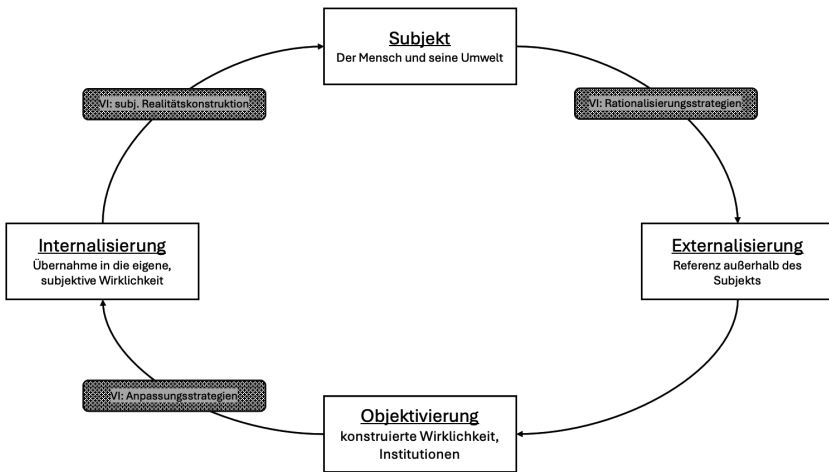 Subjekt
Der Mensch und seine Umwelt
VI: subj. Realitätskonstruktion
VI: Rationalisierungsstrategien
Internalisierung
Übernahme in die eigene,
subjektive Wirklichkeit
Externalisierung
Referenz außerhalb des
Subjekts
VI: Anpassungsstrategien
Objektivierung
konstruierte Wirklichkeit,
Institutionen